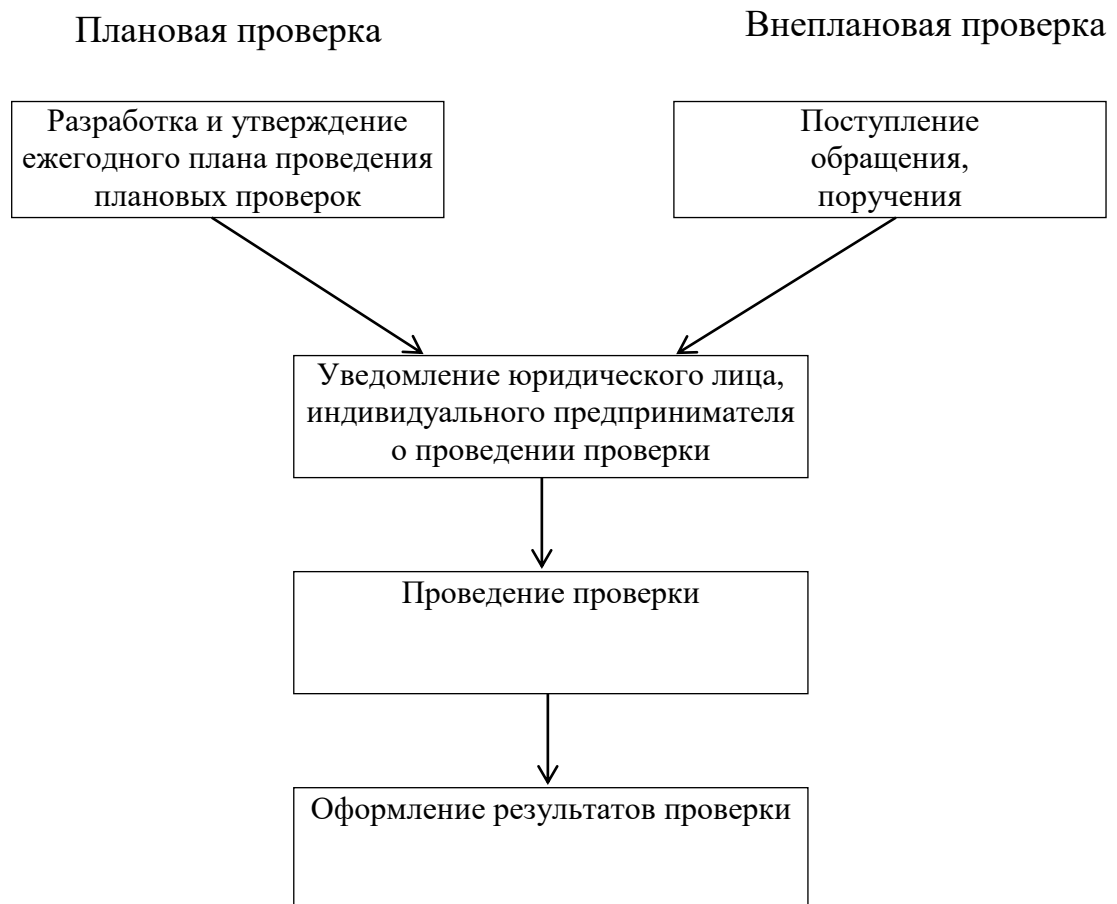 Плановая проверка
Внеплановая проверка
Разработка и утверждение
ежегодного плана проведения
плановых проверок
Поступление
обращения,
поручения
Уведомление юридического лица,
индивидуального предпринимателя
о проведении проверки
Проведение проверки
Оформление результатов проверки